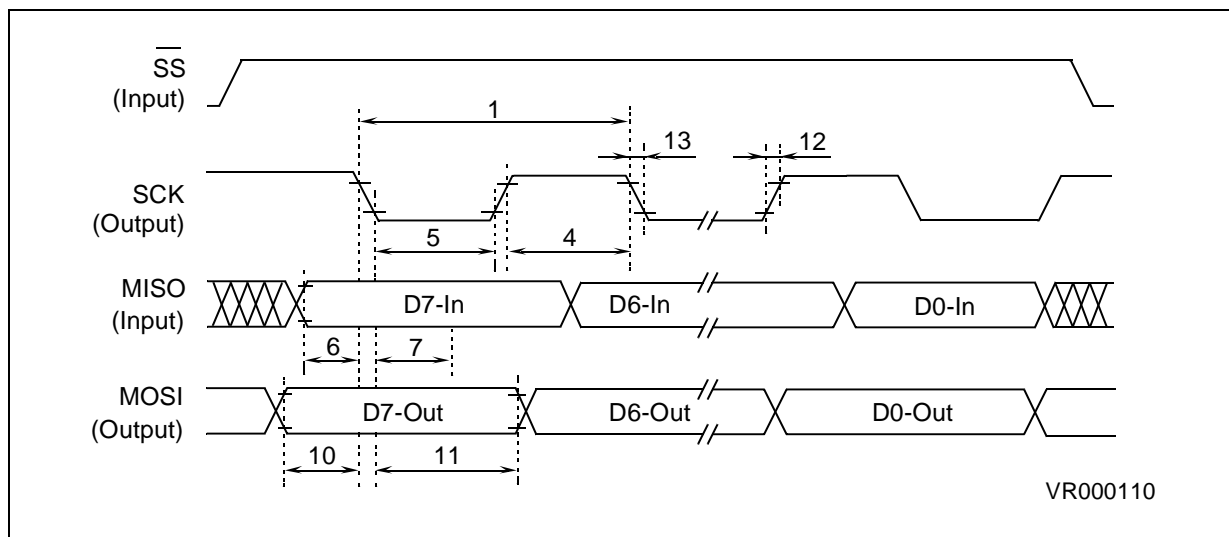 SS
(Input)
1
13
12
SCK
(Output)
5
4
MISO
(Input)
D7-In
D6-In
D0-In
6
7
MOSI
(Output)
D7-Out
D6-Out
D0-Out
10
11
VR000110